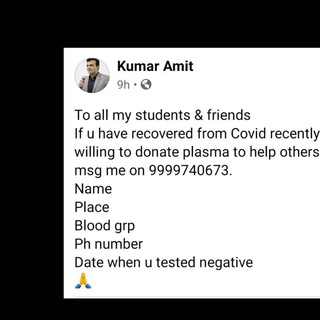 Kumar Amit
9h •
To all my students & friends
If u have recovered from Covid recently
willing to donate plasma to help others
msg me on 9999740673.
Name
Place
Blood grp
Ph number
Date when u tested negative
🙏